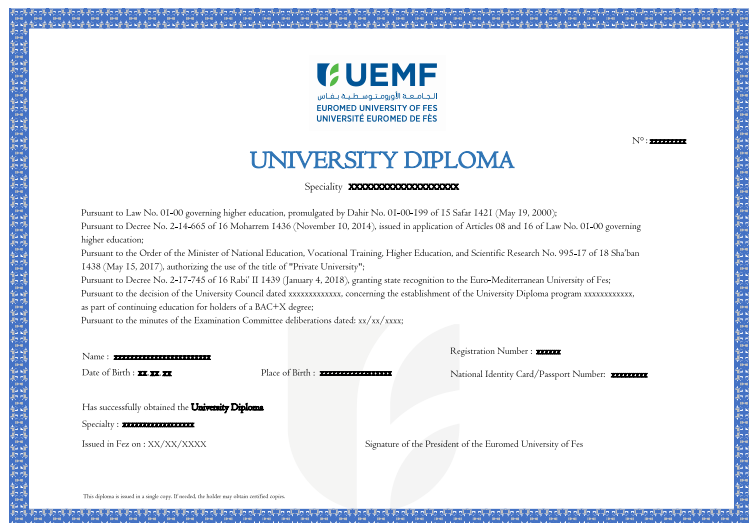 UEMF
الجامعة الأورومتوسطية بفاس
EUROMED UNIVERSITY OF FES
UNIVERSITÉ EUROMED DE FÈS
N° : xxxxxxxxx
UNIVERSITY DIPLOMA
Speciality xxxxxxxxxxxxxxxxxxxxx
Pursuant to Law No. 01-00 governing higher education, promulgated by Dahir No. 01-00-199 of 15 Safar 1421 (May 19, 2000);
Pursuant to Decree No. 2-14-665 of 16 Moharrem 1436 (November 10, 2014), issued in application of Articles 08 and 16 of Law No. 01-00 governing
higher education;
Pursuant to the Order of the Minister of National Education, Vocational Training, Higher Education, and Scientific Research No. 995-17 of 18 Sha'ban
1438 (May 15, 2017), authorizing the use of the title of "Private University";
Pursuant to Decree No. 2-17-745 of 16 Rabi' II 1439 (January 4, 2018), granting state recognition to the Euro-Mediterranean University of Fes;
Pursuant to the decision of the University Council dated xxxxxxxxxxxxx, concerning the establishment of the University Diploma program xxxxxxxxxxxx,
as part of continuing education for holders of a BAC+X degree;
Pursuant to the minutes of the Examination Committee deliberations dated: xx/xx/xxxx;
Name : xxxxxxxxxxxxxxxxxxxxxxxx
Registration Number : xxxxxx
Date of Birth : xx xx xx
Place of Birth : xxxxxxxxxxxxxxxxxx
National Identity Card/Passport Number: xxxxxxxxx
Has successfully obtained the University Diploma
Specialty : xxxxxxxxxxxxxxxxxx
Issued in Fez on : XX/XX/XXXX
Signature of the President of the Euromed University of Fes
This diploma is issued in a single copy. If needed, the holder may obtain certified copies.